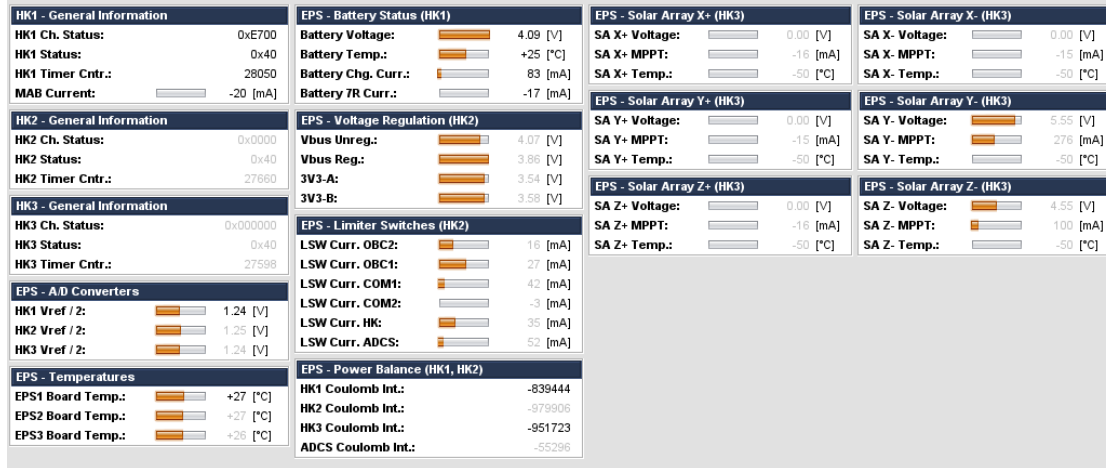 HK1 - General Information
HK1 Ch. Status: 0xE700
HK1 Status: 0x40
HK1 Timer Cntr.: 28050
MAB Current: -20 [mA]
HK2 - General Information
HK2 Ch. Status: 0x0000
HK2 Status: 0x40
HK2 Timer Cntr.: 27660
HK3 - General Information
HK3 Ch. Status: 0x000000
HK3 Status: 0x40
HK3 Timer Cntr.: 27598
EPS - A/D Converters
HK1 Vref / 2: 1.24 [V]
HK2 Vref / 2: 1.25 [V]
HK3 Vref / 2: 1.24 [V]
EPS - Temperatures
EPS1 Board Temp.: +27 [°C]
EPS2 Board Temp.: +27 [°C]
EPS3 Board Temp.: +26 [°C]
EPS - Battery Status (HK1)
Battery Voltage: 4.09 [V]
Battery Temp.: +25 [°C]
Battery Chg. Curr.: 83 [mA]
Battery 7R Curr.: -17 [mA]
EPS - Voltage Regulation (HK2)
Vbus Unreg.: 4.07 [V]
Vbus Reg.: 3.86 [V]
3V3-A: 3.54 [V]
3V3-B: 3.58 [V]
EPS - Limiter Switches (HK2)
LSW Curr. OBC2: 16 [mA]
LSW Curr. OBC1: 27 [mA]
LSW Curr. COM1: 42 [mA]
LSW Curr. COM2: -3 [mA]
LSW Curr. HK: 35 [mA]
LSW Curr. ADCS: 52 [mA]
EPS - Power Balance (HK1, HK2)
HK1 Coulomb Int.: -839444
HK2 Coulomb Int.: -979906
HK3 Coulomb Int.: -951723
ADCS Coulomb Int.: -55296
EPS - Solar Array X+ (HK3)
SA X+ Voltage: 0.00 [V]
SA X+ MPPT: -16 [mA]
SA X+ Temp.: -50 [°C]
EPS - Solar Array Y+ (HK3)
SA Y+ Voltage: 0.00 [V]
SA Y+ MPPT: -15 [mA]
SA Y+ Temp.: -50 [°C]
EPS - Solar Array Z+ (HK3)
SA Z+ Voltage: 0.00 [V]
SA Z+ MPPT: -16 [mA]
SA Z+ Temp.: -50 [°C]
EPS - Solar Array X- (HK3)
SA X- Voltage: 0.00 [V]
SA X- MPPT: -15 [mA]
SA X- Temp.: -50 [°C]
EPS - Solar Array Y- (HK3)
SA Y- Voltage: 5.55 [V]
SA Y- MPPT: 276 [mA]
SA Y- Temp.: -50 [°C]
EPS - Solar Array Z- (HK3)
SA Z- Voltage: 4.55 [V]
SA Z- MPPT: 100 [mA]
SA Z- Temp.: -50 [°C]